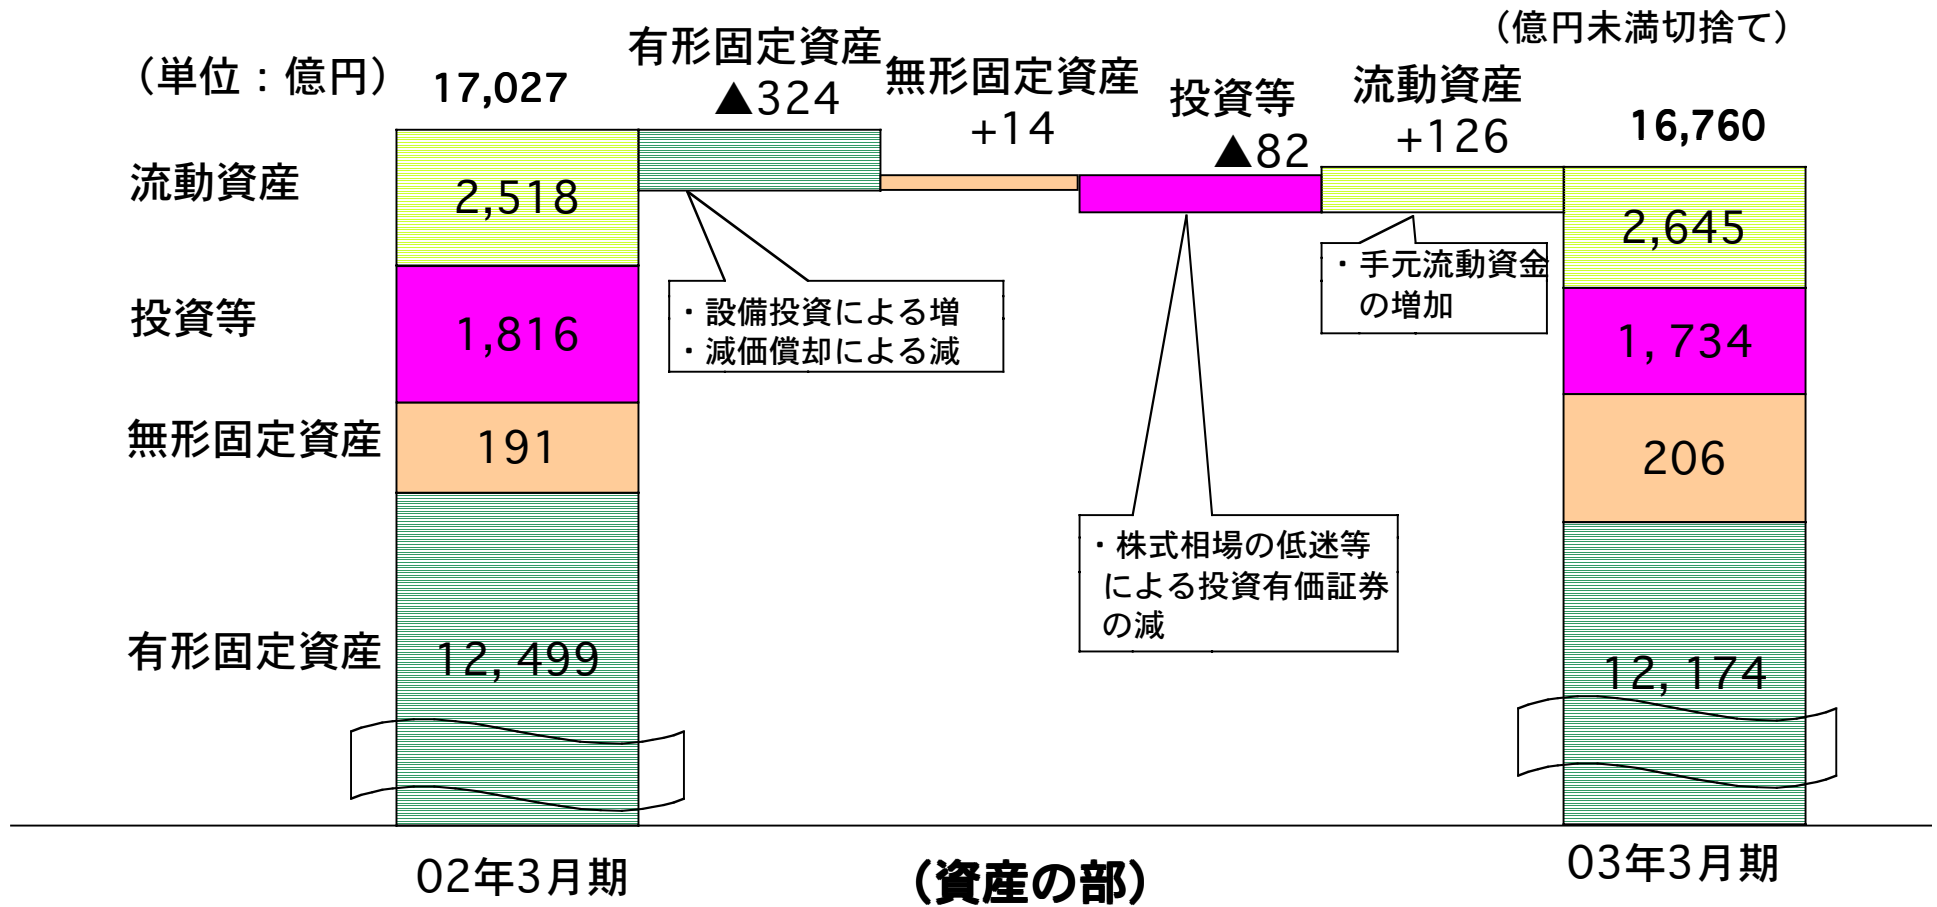 （億円未満切捨て）
（単位：億円）
17,027
有形固定資産
▲324
無形固定資産
+14
投資等
▲82
流動資産
+126
16,760
流動資産
2,518
2,645
・手元流動資金
の増加
投資等
1,816
・設備投資による増
・減価償却による減
1,734
無形固定資産
191
206
・株式相場の低迷等
による投資有価証券
の減
有形固定資産
12,499
12,174
02年3月期
（資産の部）
03年3月期